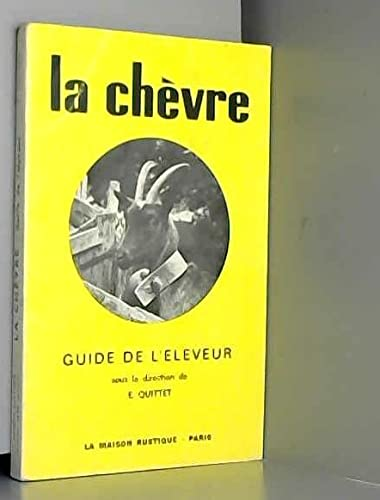 la chèvre
GUIDE DE L'ELEVEUR
sous la direction de
E. QUITTET
LA MAISON RUSTIQUE - PARIS
LA CHÈVRE